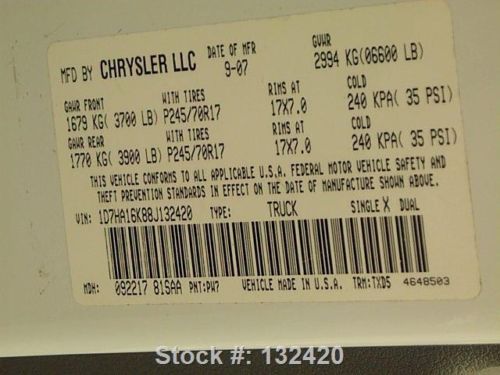 MFD BY CHRYSLER LLC DATE OF MFR 9-07 GVWR 2994 KG(06600 LB)
GAWR FRONT WITH TIRES RIMS AT COLD
1679 KG( 3700 LB) P245/70R17 17X7.0 240 KPA( 35 PSI)
GAWR REAR WITH TIRES RIMS AT COLD
1770 KG( 3900 LB) P245/70R17 17X7.0 240 KPA( 35 PSI)
THIS VEHICLE CONFORMS TO ALL APPLICABLE U.S.A. FEDERAL MOTOR VEHICLE SAFETY AND
THEFT PREVENTION STANDARDS IN EFFECT ON THE DATE OF MANUFACTURE SHOWN ABOVE.
VIN: 1D7HA16K88J132420 TYPE: TRUCK SINGLE X DUAL
MDH: 092217 81SAA PNT:PW7 VEHICLE MADE IN U.S.A. TRM:TXD5 4648503
Stock #: 132420